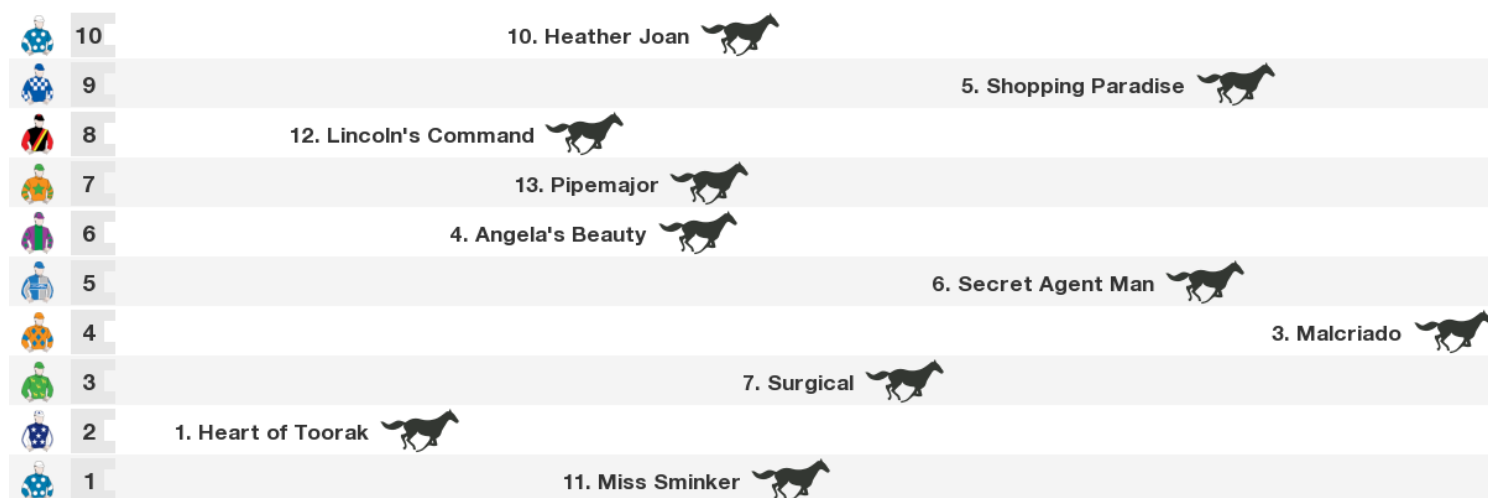 10 10. Heather Joan
9 5. Shopping Paradise
8 12. Lincoln's Command
7 13. Pipemajor
6 4. Angela's Beauty
5 6. Secret Agent Man
4 3. Malcriado
3 7. Surgical
2 1. Heart of Toorak
1 11. Miss Sminker